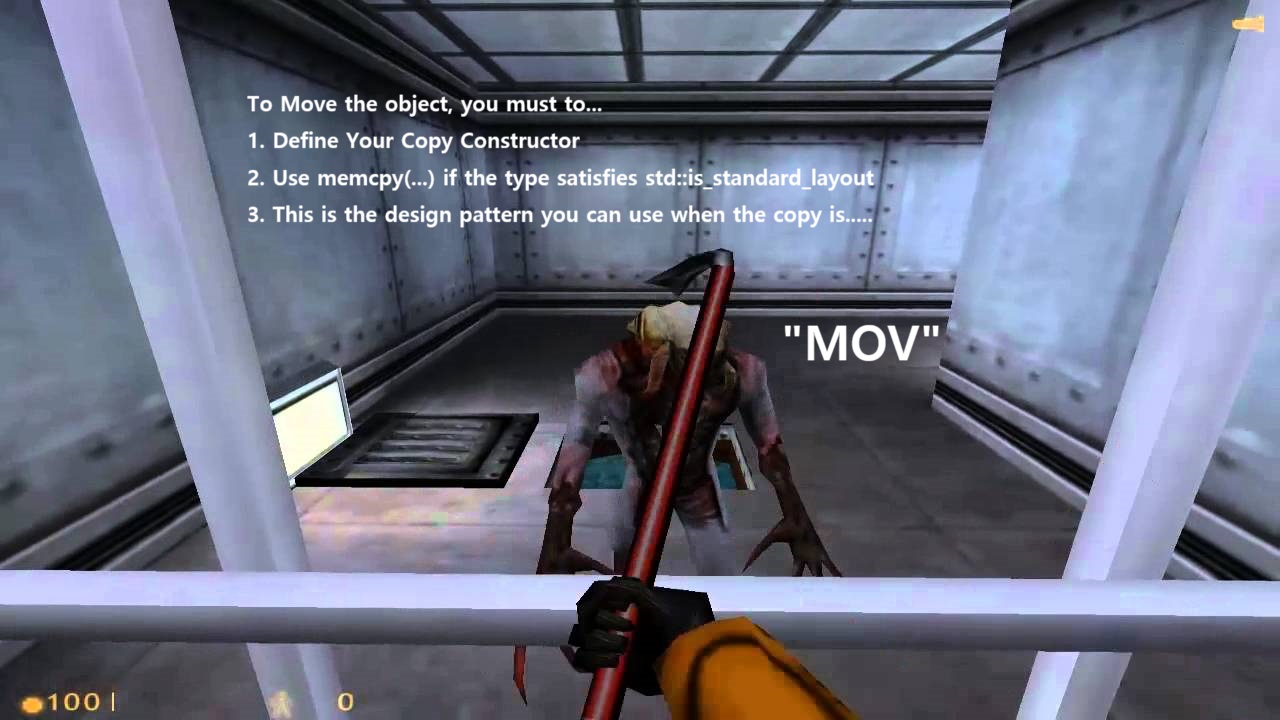 To Move the object, you must to...
1. Define Your Copy Constructor
2. Use memcpy(...) if the type satisfies std::is_standard_layout
3. This is the design pattern you can use when the copy is.....
"MOV"
100
0